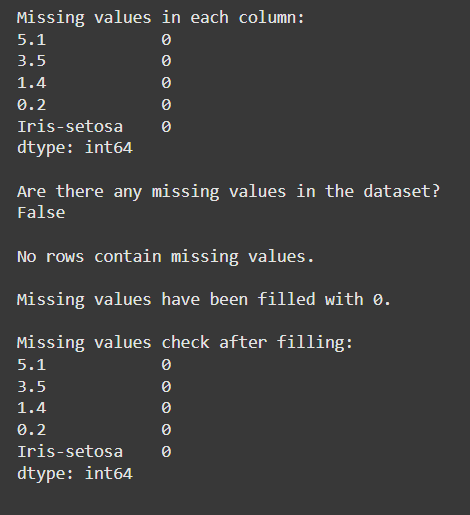 Missing values in each column:
5.1 0
3.5 0
1.4 0
0.2 0
Iris-setosa 0
dtype: int64
Are there any missing values in the dataset?
False
No rows contain missing values.
Missing values have been filled with 0.
Missing values check after filling:
5.1 0
3.5 0
1.4 0
0.2 0
Iris-setosa 0
dtype: int64